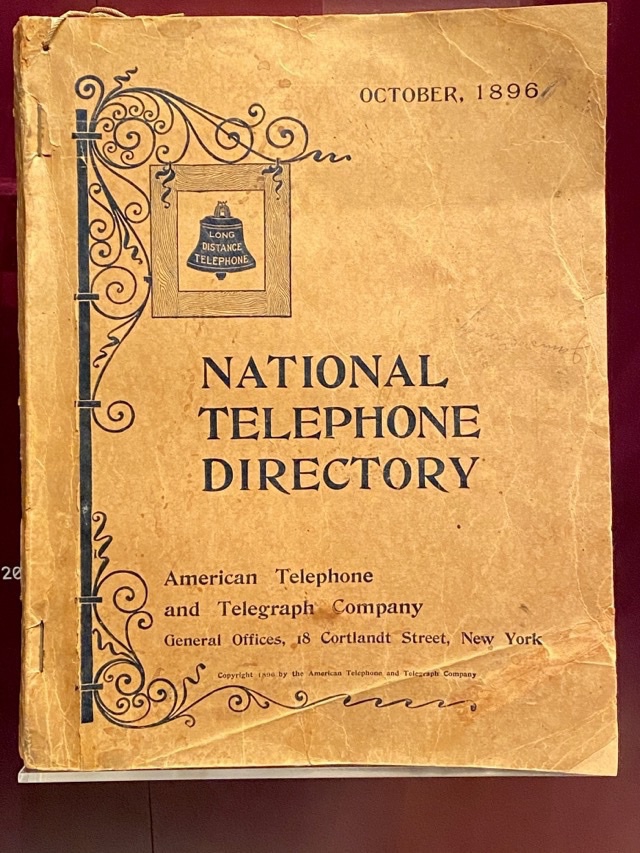 OCTOBER, 1896
LONG
DISTANCE
TELEPHONE
NATIONAL
TELEPHONE
DIRECTORY
American Telephone
and Telegraph Company
General Offices, 18 Cortlandt Street, New York
Copyright 1896 by the American Telephone and Telegraph Company
20